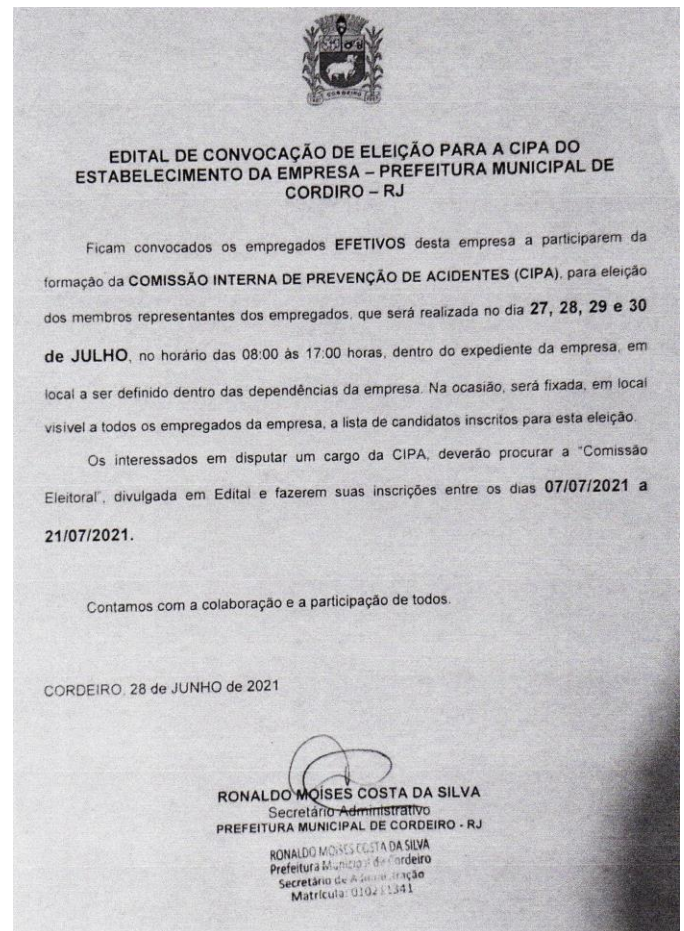 CORDEIRO
EDITAL DE CONVOCAÇÃO DE ELEIÇÃO PARA A CIPA DO
ESTABELECIMENTO DA EMPRESA – PREFEITURA MUNICIPAL DE
CORDIRO – RJ
Ficam convocados os empregados EFETIVOS desta empresa a participarem da
formação da COMISSÃO INTERNA DE PREVENÇÃO DE ACIDENTES (CIPA), para eleição
dos membros representantes dos empregados, que será realizada no dia 27, 28, 29 e 30
de JULHO, no horário das 08:00 às 17:00 horas, dentro do expediente da empresa, em
local a ser definido dentro das dependências da empresa. Na ocasião, será fixada, em local
visível a todos os empregados da empresa, a lista de candidatos inscritos para esta eleição.
Os interessados em disputar um cargo da CIPA, deverão procurar a “Comissão
Eleitoral”, divulgada em Edital e fazerem suas inscrições entre os dias 07/07/2021 a
21/07/2021.
Contamos com a colaboração e a participação de todos.
CORDEIRO, 28 de JUNHO de 2021
RONALDO MOISES COSTA DA SILVA
Secretário Administrativo
PREFEITURA MUNICIPAL DE CORDEIRO - RJ
RONALDO MOISES COSTA DA SILVA
Prefeitura Municipal de Cordeiro
Secretário de Administração
Matrícula: